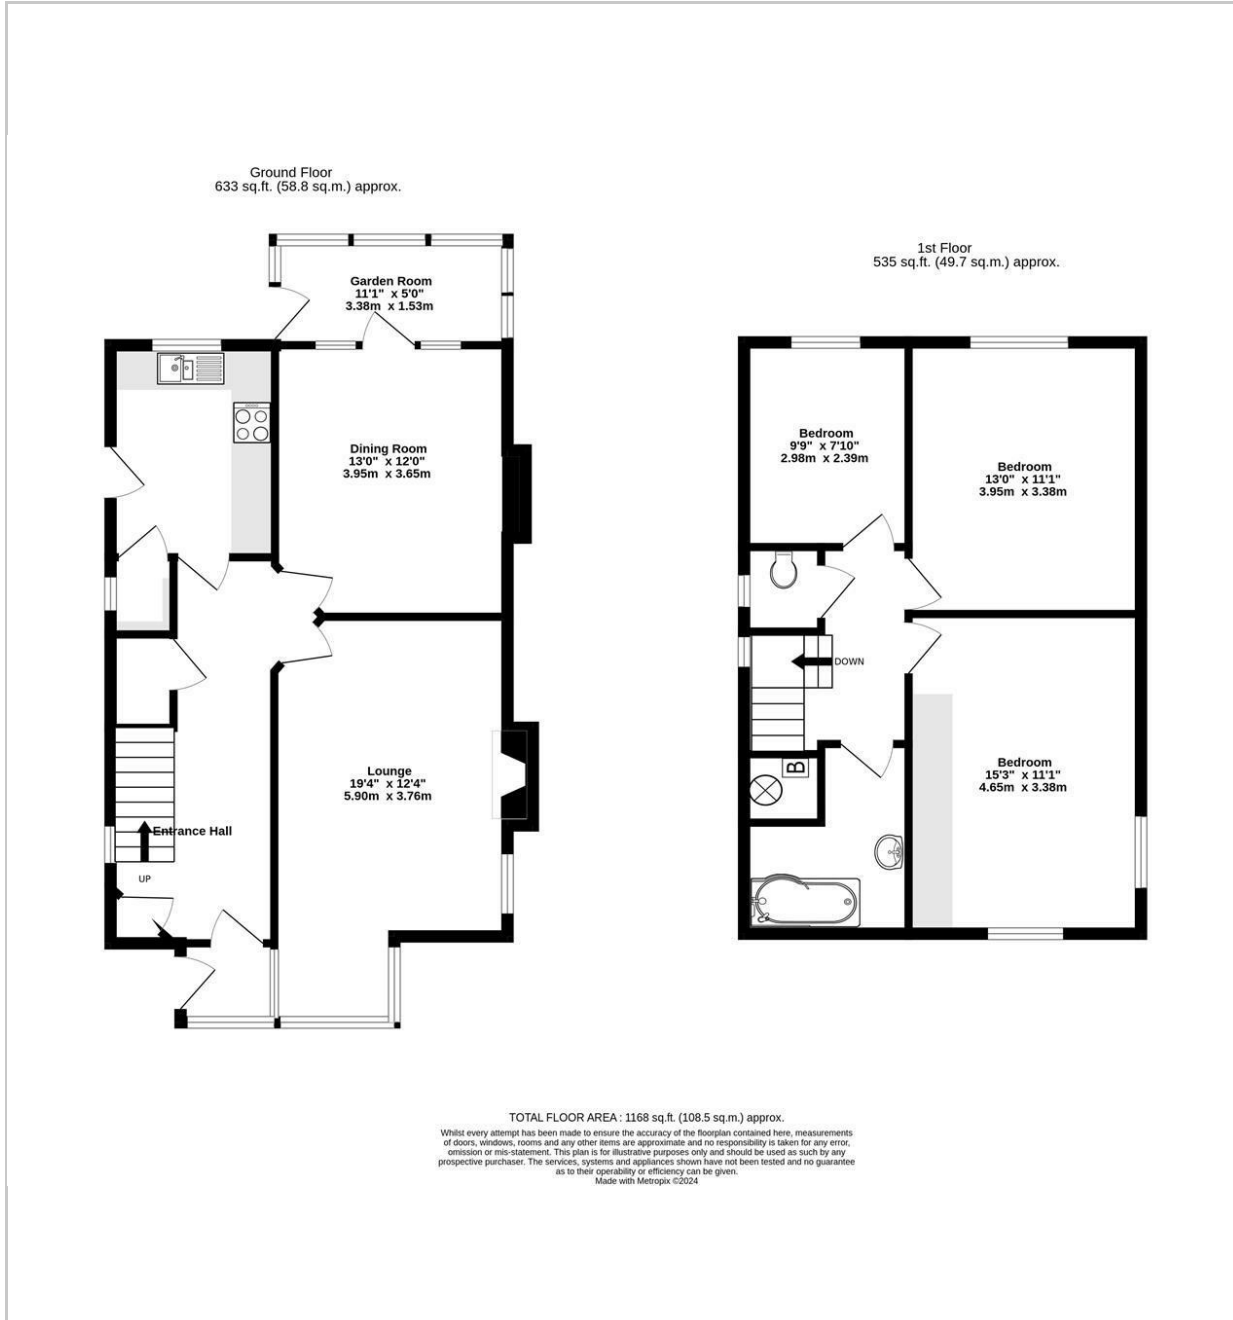 Ground Floor
633 sq.ft. (58.8 sq.m.) approx.
Garden Room
11'1" x 5'0"
3.38m x 1.53m
Dining Room
13'0" x 12'0"
3.95m x 3.65m
Lounge
19'4" x 12'4"
5.90m x 3.76m
Entrance Hall
UP
1st Floor
535 sq.ft. (49.7 sq.m.) approx.
Bedroom
9'9" x 7'10"
2.98m x 2.39m
Bedroom
13'0" x 11'1"
3.95m x 3.38m
DOWN
B
Bedroom
15'3" x 11'1"
4.65m x 3.38m
TOTAL FLOOR AREA : 1168 sq.ft. (108.5 sq.m.) approx.
Whilst every attempt has been made to ensure the accuracy of the floorplan contained here, measurements
of doors, windows, rooms and any other items are approximate and no responsibility is taken for any error,
omission or mis-statement. This plan is for illustrative purposes only and should be used as such by any
prospective purchaser. The services, systems and appliances shown have not been tested and no guarantee
as to their operability or efficiency can be given.
Made with Metropix ©2024